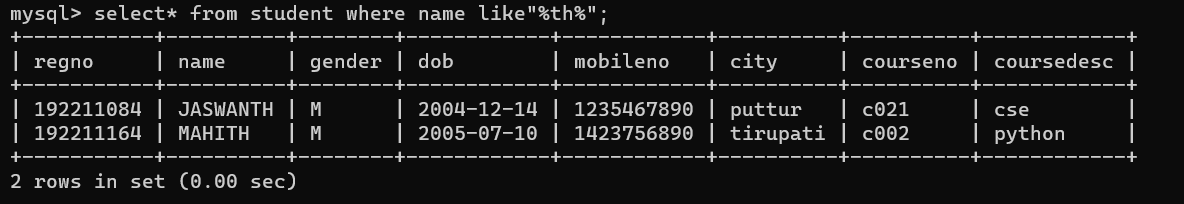 mysql> select* from student where name like"%th%";
+-----------+----------+--------+------------+------------+----------+----------+------------+
| regno     | name     | gender | dob        | mobileno   | city     | courseno | coursedesc |
+-----------+----------+--------+------------+------------+----------+----------+------------+
| 192211084 | JASWANTH | M      | 2004-12-14 | 1235467890 | puttur   | c021     | cse        |
| 192211164 | MAHITH   | M      | 2005-07-10 | 1423756890 | tirupati | c002     | python     |
+-----------+----------+--------+------------+------------+----------+----------+------------+
2 rows in set (0.00 sec)